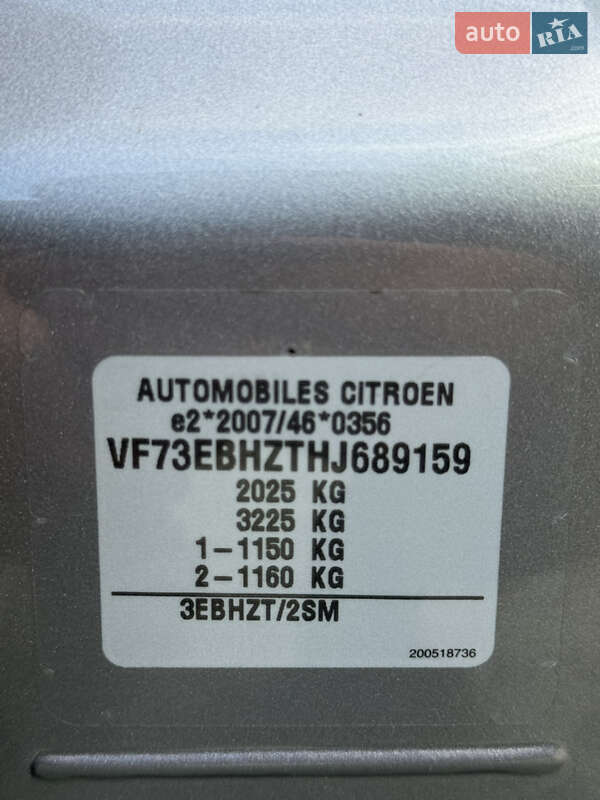 auto RIA.com
AUTOMOBILES CITROEN
e2*2007/46*0356
VF73EBHZTHJ689159
2025 KG
3225 KG
1-1150 KG
2-1160 KG
3EBHZT/2SM
200518736